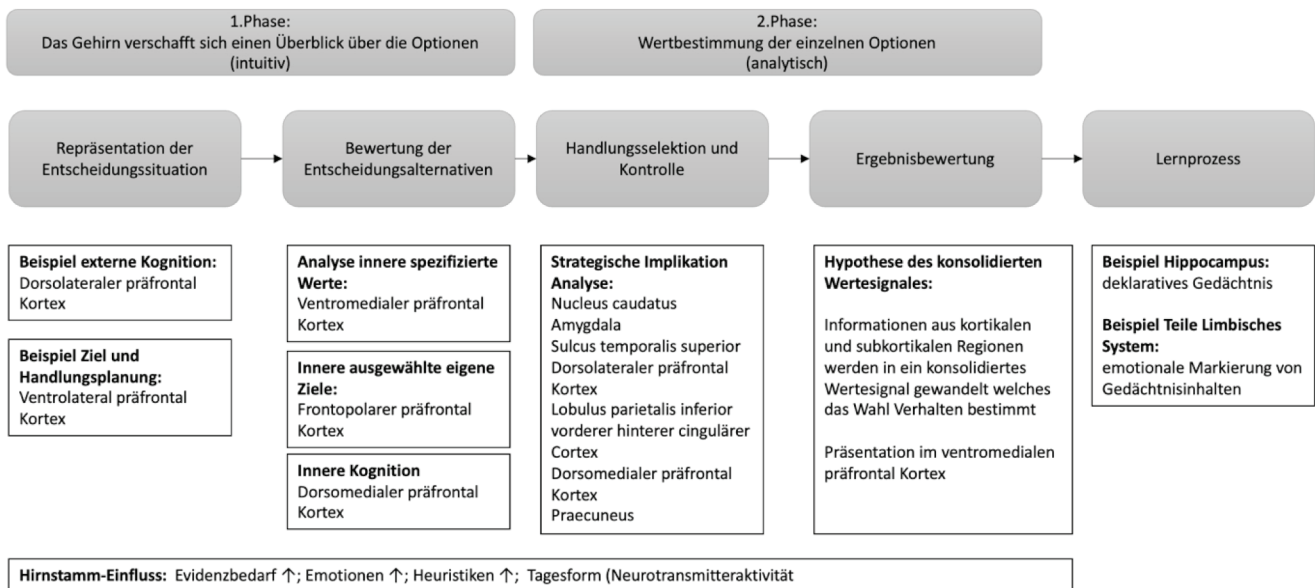 1.Phase:
Das Gehirn verschafft sich einen Überblick über die Optionen
(intuitiv)
2.Phase:
Wertbestimmung der einzelnen Optionen
(analytisch)
Repräsentation der
Entscheidungssituation
Bewertung der
Entscheidungsalternativen
Handlungsselektion und
Kontrolle
Ergebnisbewertung
Lernprozess
Beispiel externe Kognition:
Dorsolateraler präfrontal
Kortex
Beispiel Ziel und
Handlungsplanung:
Ventrolateral präfrontal
Kortex
Analyse innere spezifizierte
Werte:
Ventromedialer präfrontal
Kortex
Innere ausgewählte eigene
Ziele:
Frontopolarer präfrontal
Kortex
Innere Kognition
Dorsomedialer präfrontal
Kortex
Strategische Implikation
Analyse:
Nucleus caudatus
Amygdala
Sulcus temporalis superior
Dorsolateraler präfrontal
Kortex
Lobulus parietalis inferior
vorderer hinterer cingulärer
Cortex
Dorsomedialer präfrontal
Kortex
Praecuneus
Hypothese des konsolidierten
Wertesignales:
Informationen aus kortikalen
und subkortikalen Regionen
werden in ein konsolidiertes
Wertesignal gewandelt welches
das Wahl Verhalten bestimmt
Präsentation im ventromedialen
präfrontal Kortex
Beispiel Hippocampus:
deklaratives Gedächtnis
Beispiel Teile Limbisches
System:
emotionale Markierung von
Gedächtnisinhalten
Hirnstamm-Einfluss: Evidenzbedarf ↑; Emotionen ↑; Heuristiken ↑; Tagesform (Neurotransmitteraktivität